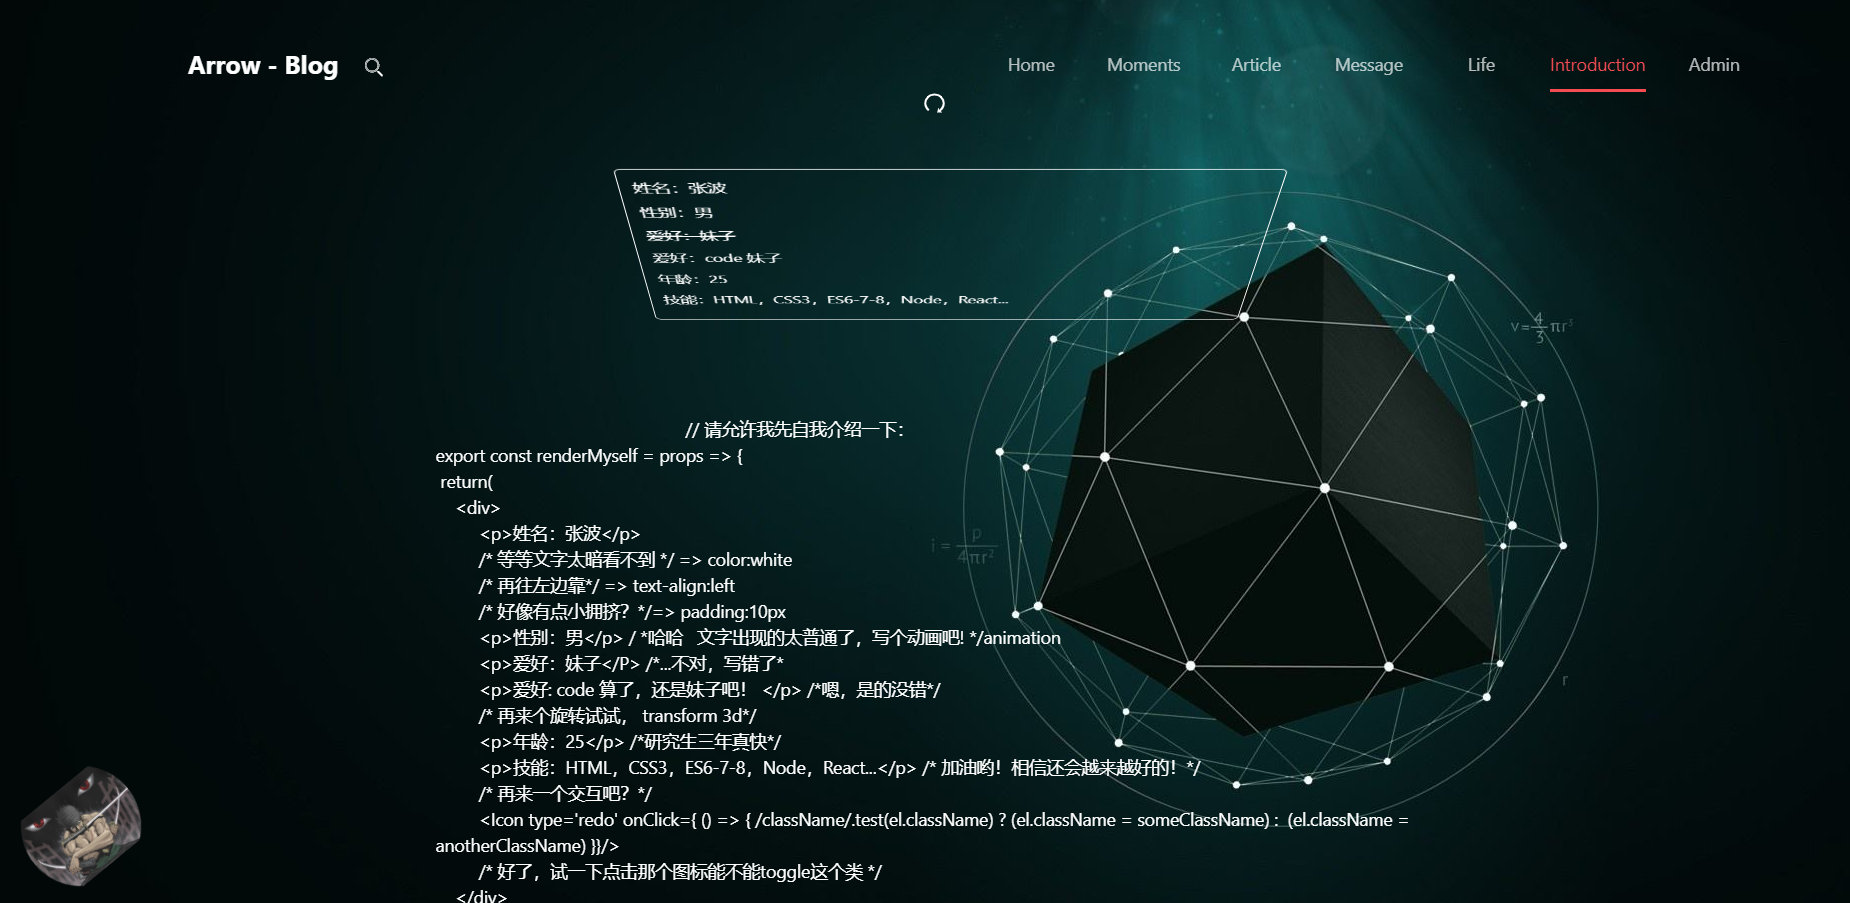 Arrow - Blog
Home Moments Article Message Life Introduction Admin
姓名：张波
性别：男
爱好：妹子
爱好：code 妹子
年龄：25
技能：HTML，CSS3，ES6-7-8，Node，React...
v=4/3 πr³
// 请允许我先自我介绍一下：
export const renderMyself = props => {
return(
<div>
<p>姓名：张波</p>
/* 等等文字太暗看不到 */ => color:white
/* 再往左边靠*/ => text-align:left
i = p/4πr²
/* 好像有点小拥挤？*/=> padding:10px
<p>性别：男</p> / *哈哈   文字出现的太普通了，写个动画吧! */animation
<p>爱好：妹子</P> /*...不对，写错了*
r
<p>爱好: code 算了，还是妹子吧！ </p> /*嗯，是的没错*/
/* 再来个旋转试试， transform 3d*/
<p>年龄：25</p> /*研究生三年真快*/
<p>技能：HTML，CSS3，ES6-7-8，Node，React...</p> /* 加油哟！相信还会越来越好的！*/
/* 再来一个交互吧？*/
<Icon type='redo' onClick={ () => { /className/.test(el.className) ? (el.className = someClassName) :  (el.className =
anotherClassName) }}/>
/* 好了，试一下点击那个图标能不能toggle这个类 */
</div>